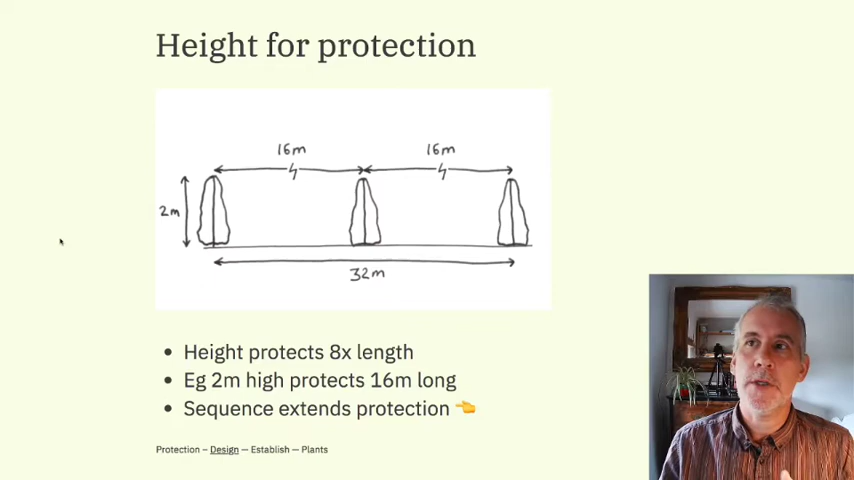 Height for protection
16m
16m
2m
32m
Height protects 8x length
Eg 2m high protects 16m long
Sequence extends protection 👈
Protection – Design — Establish — Plants